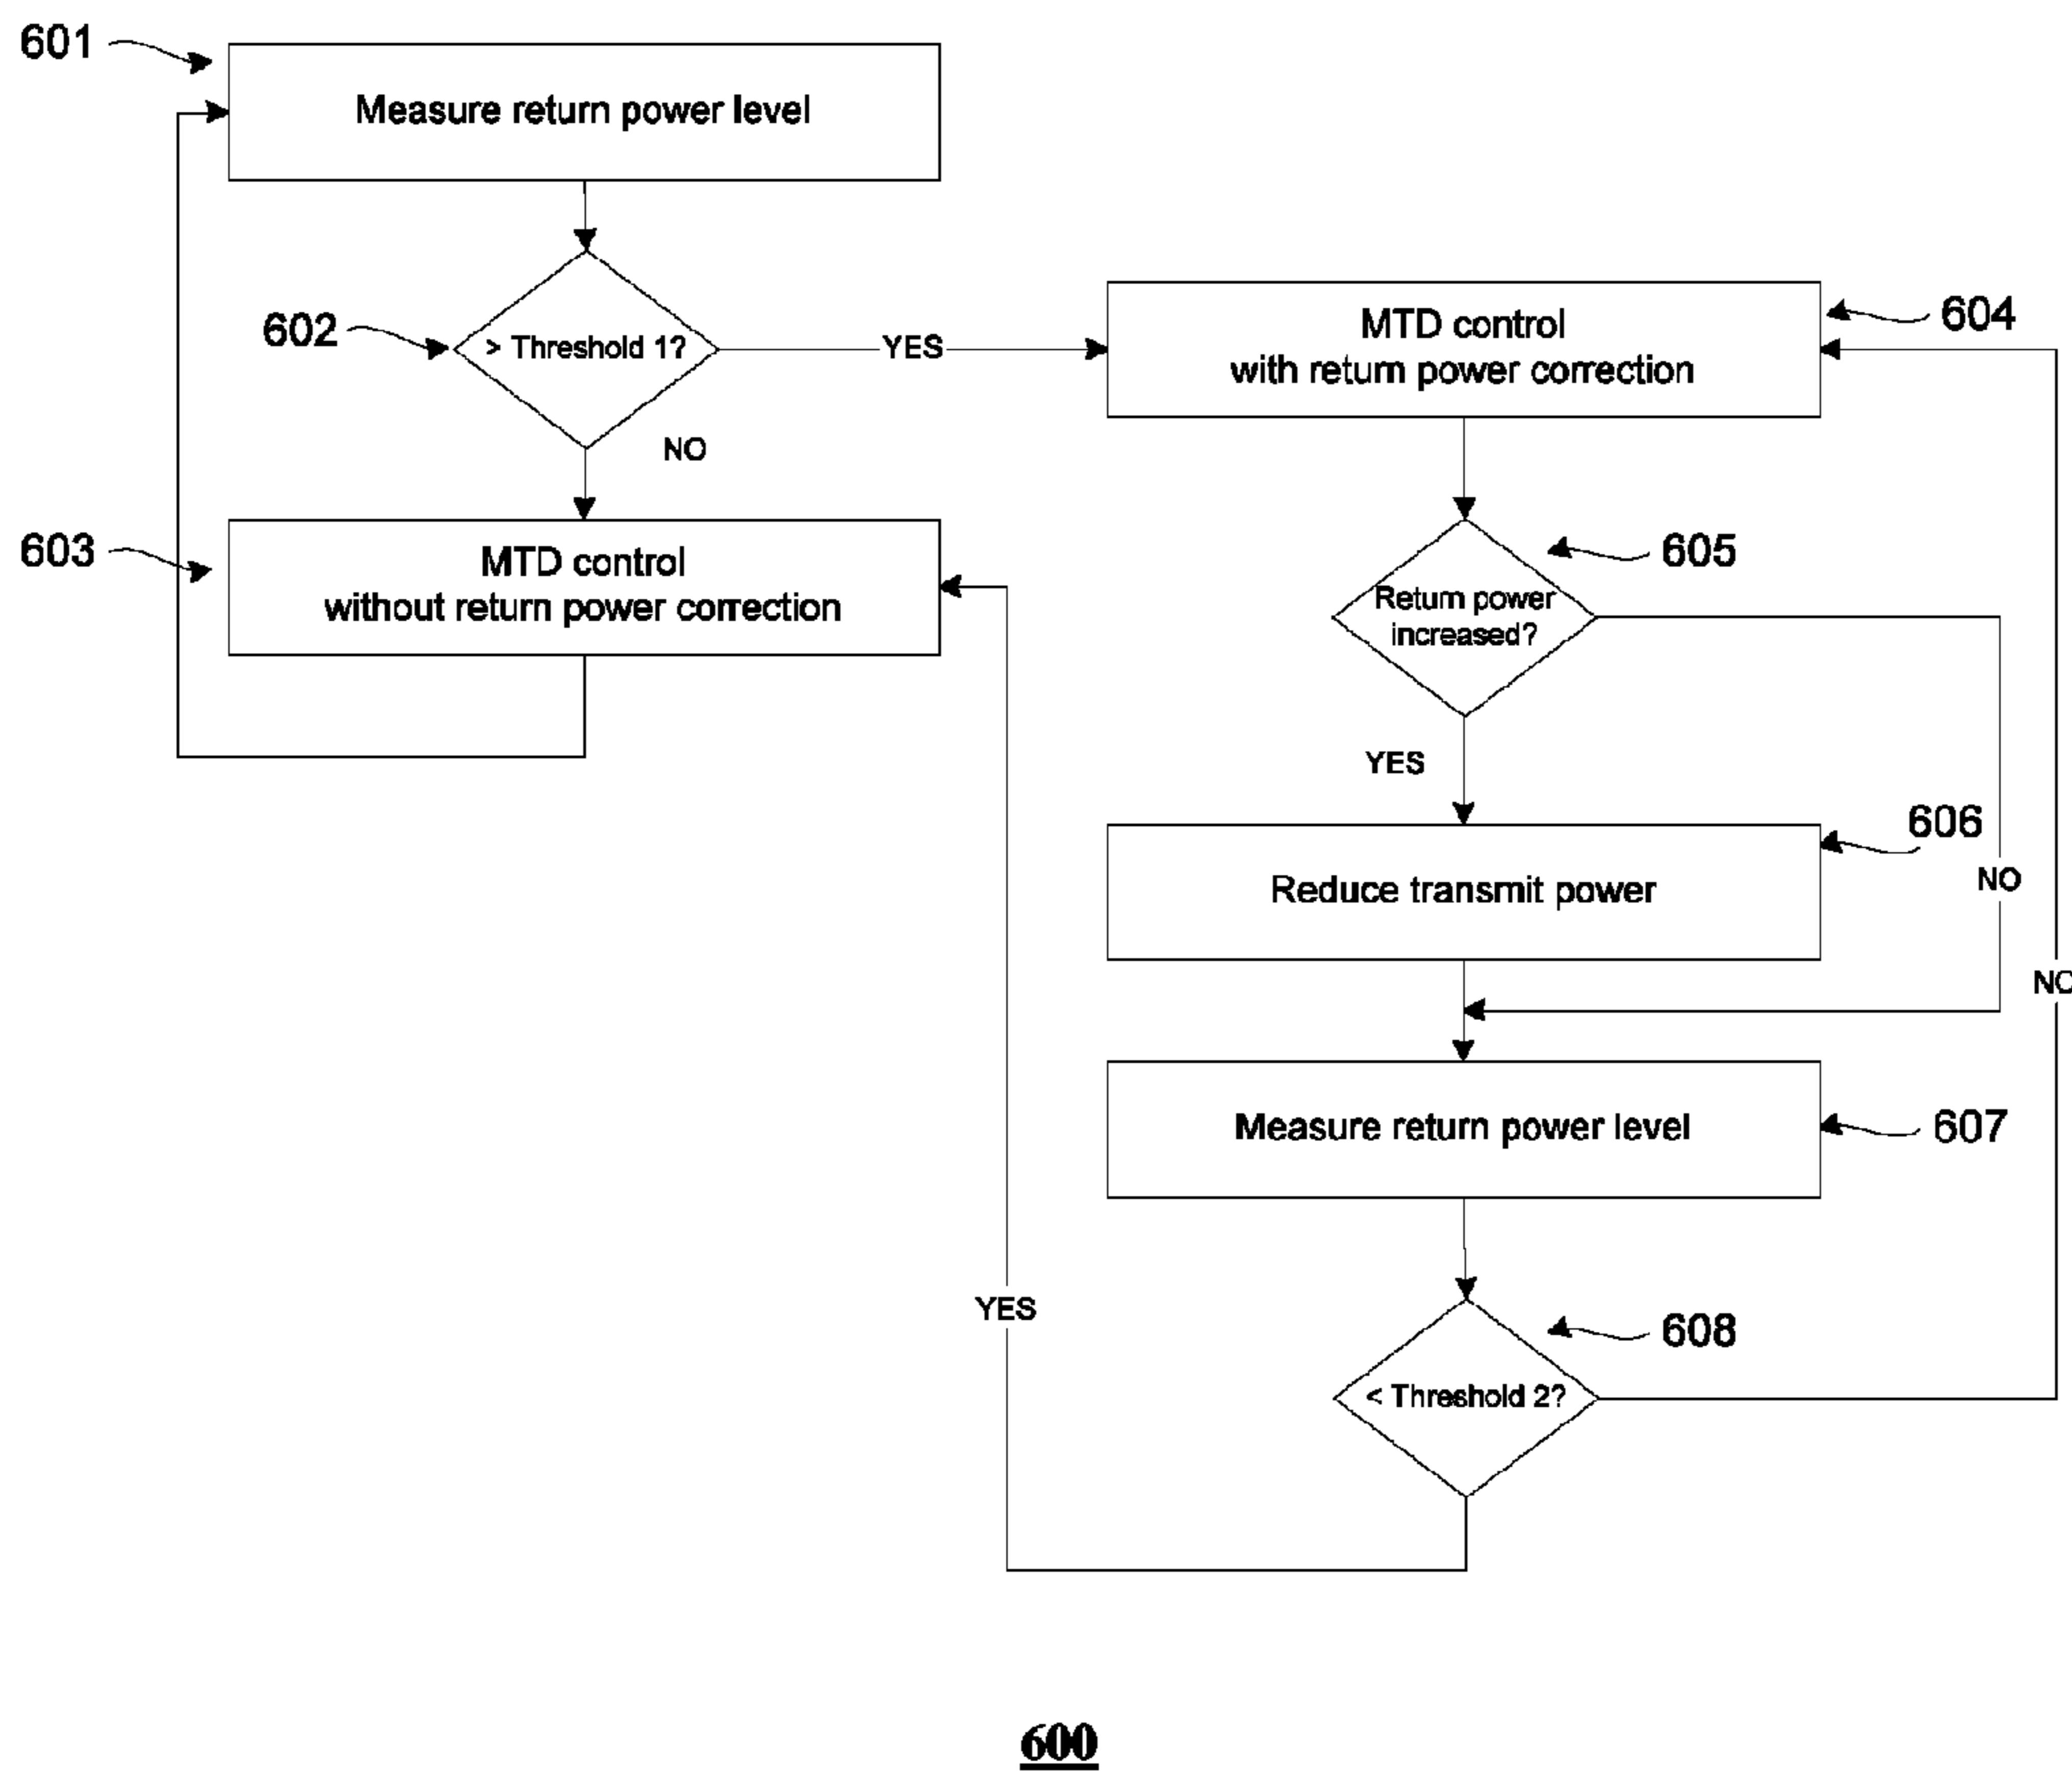 601
Measure return power level
602
> Threshold 1?
YES
NO
603
MTD control
without return power correction
604
MTD control
with return power correction
605
Return power
increased?
YES
NO
606
Reduce transmit power
NO
607
Measure return power level
608
< Threshold 2?
YES
600